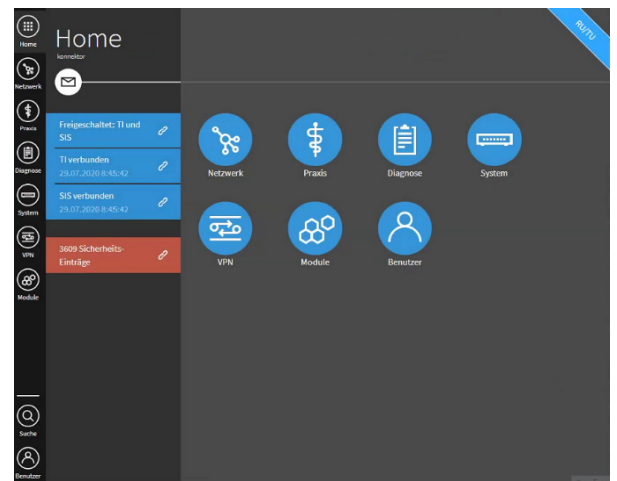 Home
Netzwerk
Praxis
Diagnose
System
VPN
Module
Suche
Benutzer
Home
konnektor
Freigeschaltet: TI und
SIS
TI verbunden
29.07.2020 8:45:42
SIS verbunden
29.07.2020 8:45:42
3609 Sicherheits-
Einträge
RU/TU
Netzwerk
Praxis
Diagnose
System
VPN
Module
Benutzer